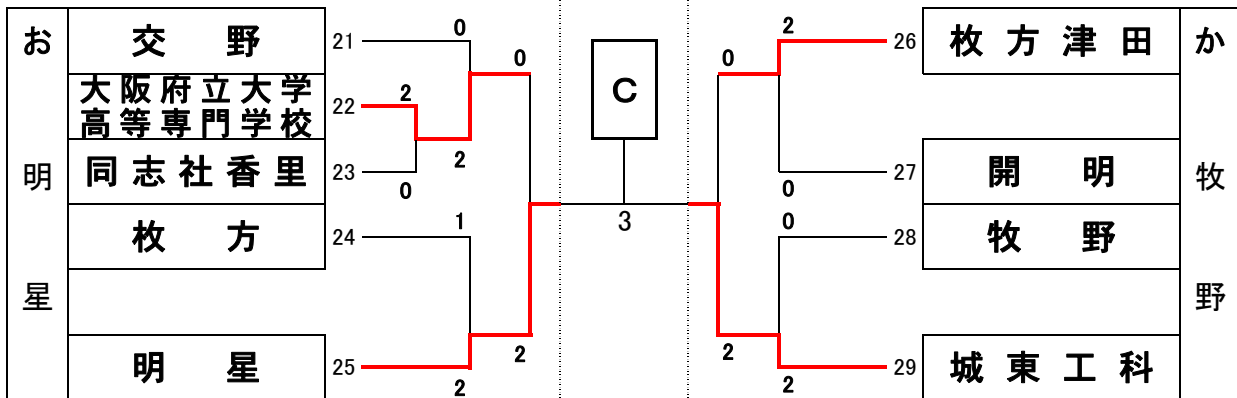 お 明 星
交 野 21
0
大 阪 府 立 大 学
高 等 専 門 学 校
22
2
0
2
同 志 社 香 里 23
0
枚 方 24
1
明 星 25
2
2
C
3
か 牧 野
26 枚 方 津 田
2
0
27 開 明
0
28 牧 野
0
29 城 東 工 科
2
2